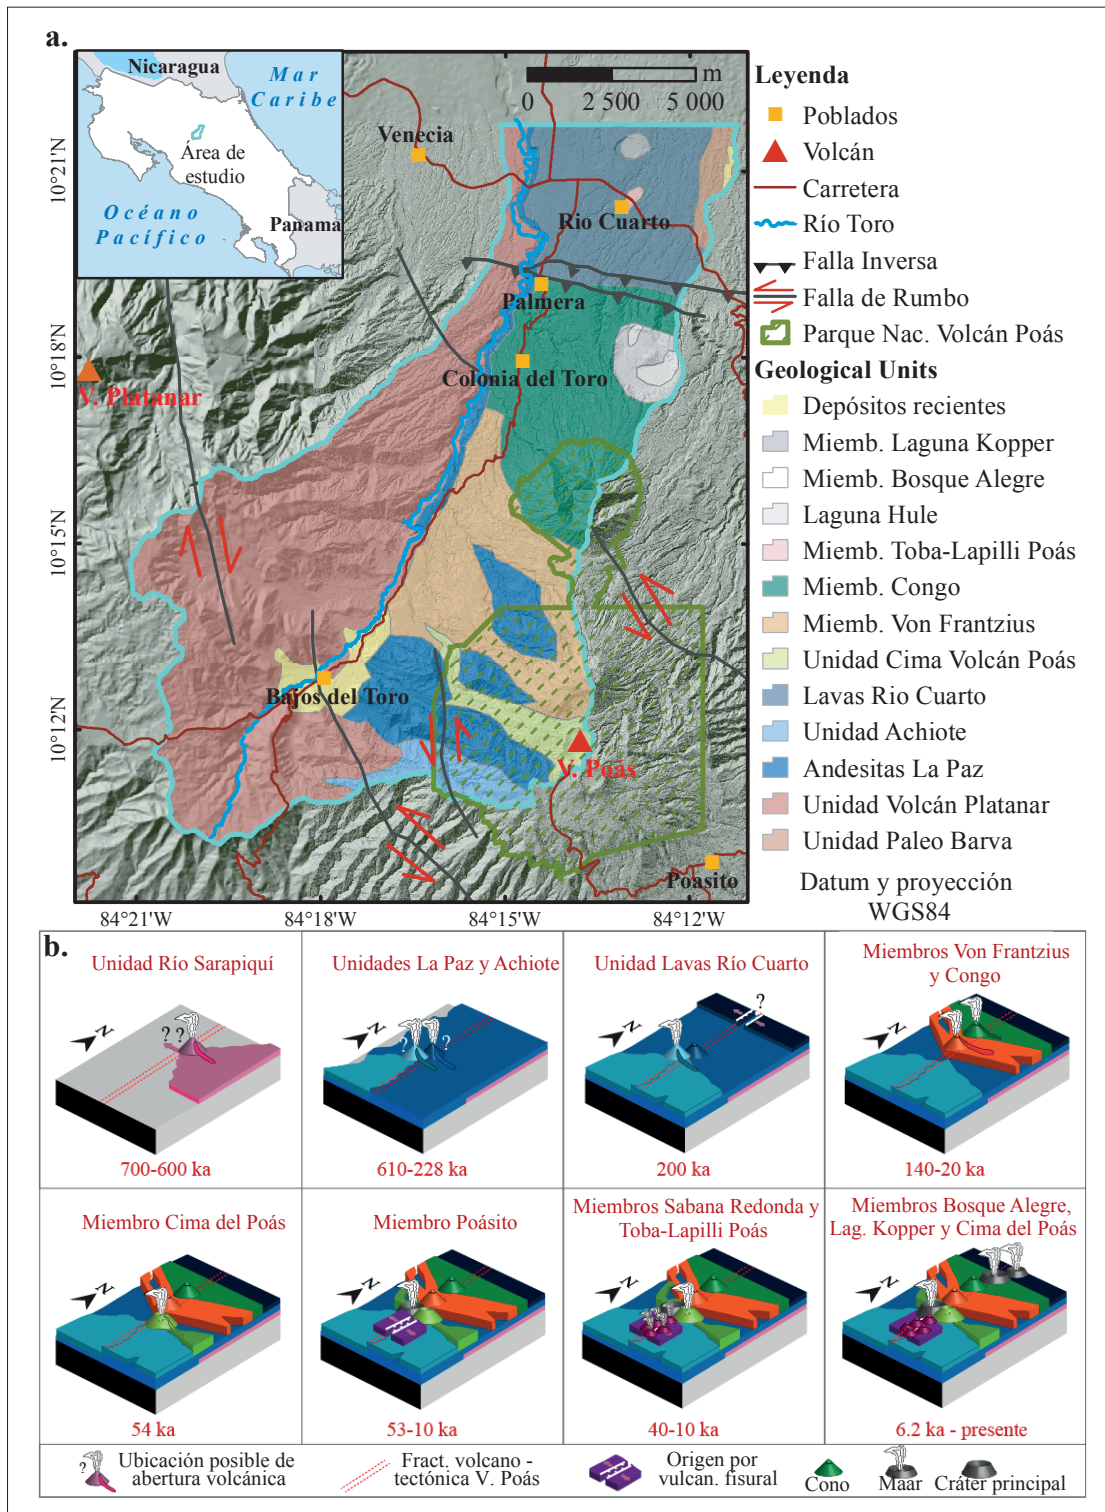 a.
Nicaragua
Mar
Caribe
Área de
estudio
Océano
Pacífico
Panama
m
0 2 500 5 000
Venecia
Rio Cuarto
Palmera
Colonia del Toro
V. Platanar
Bajos del Toro
V. Poás
Poasito
10°21'N
10°18'N
10°15'N
10°12'N
84°21'W 84°18'W 84°15'W 84°12'W
Leyenda
Poblados
Volcán
Carretera
Río Toro
Falla Inversa
Falla de Rumbo
Parque Nac. Volcán Poás
Geological Units
Depósitos recientes
Miemb. Laguna Kopper
Miemb. Bosque Alegre
Laguna Hule
Miemb. Toba-Lapilli Poás
Miemb. Congo
Miemb. Von Frantzius
Unidad Cima Volcán Poás
Lavas Rio Cuarto
Unidad Achiote
Andesitas La Paz
Unidad Volcán Platanar
Unidad Paleo Barva
Datum y proyección
WGS84
b.
Unidad Río Sarapiquí
N
? ?
700-600 ka
Unidades La Paz y Achiote
N
? ?
610-228 ka
Unidad Lavas Río Cuarto
N
?
200 ka
Miembros Von Frantzius
y Congo
N
140-20 ka
Miembro Cima del Poás
N
54 ka
Miembro Poásito
N
53-10 ka
Miembros Sabana Redonda y
Toba-Lapilli Poás
N
40-10 ka
Miembros Bosque Alegre,
Lag. Kopper y Cima del Poás
N
6.2 ka - presente
?
Ubicación posible de
abertura volcánica
Fract. volcano -
tectónica V. Poás
Origen por
vulcan. fisural
Cono
Maar
Cráter principal